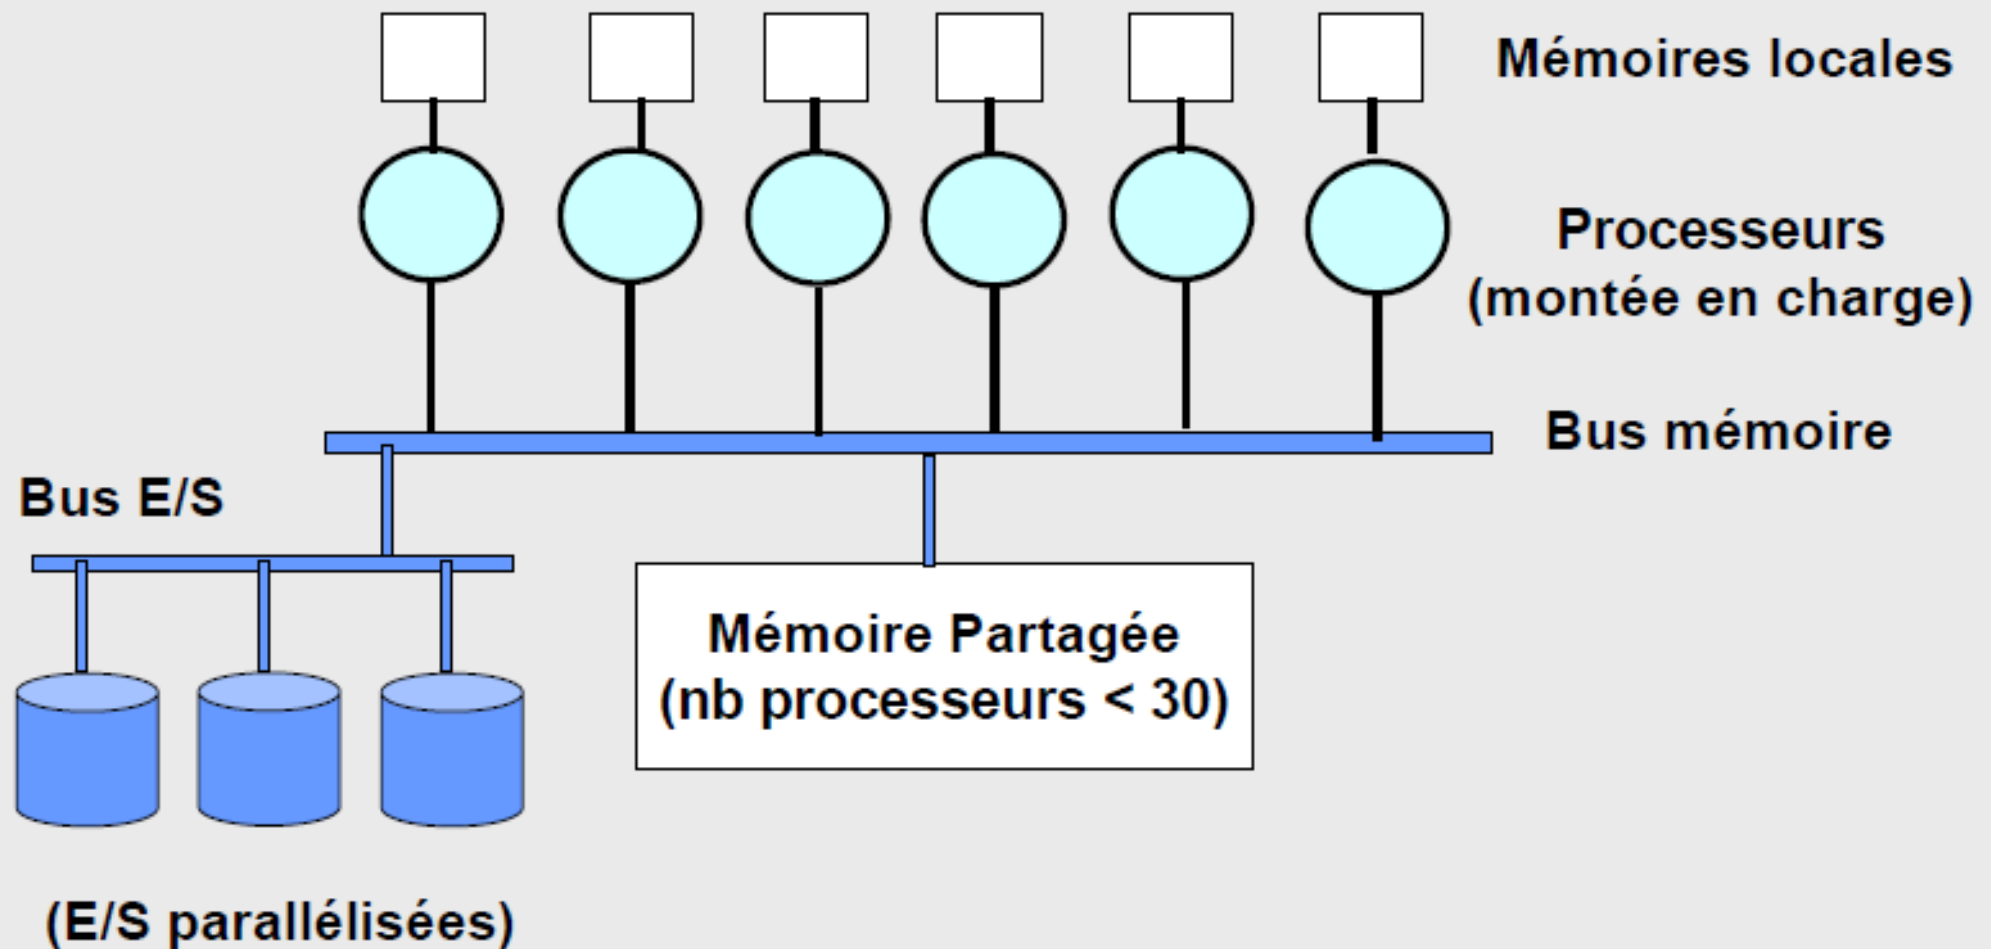 Mémoires locales
Processeurs
(montée en charge)
Bus mémoire
Bus E/S
Mémoire Partagée
(nb processeurs < 30)
(E/S parallélisées)